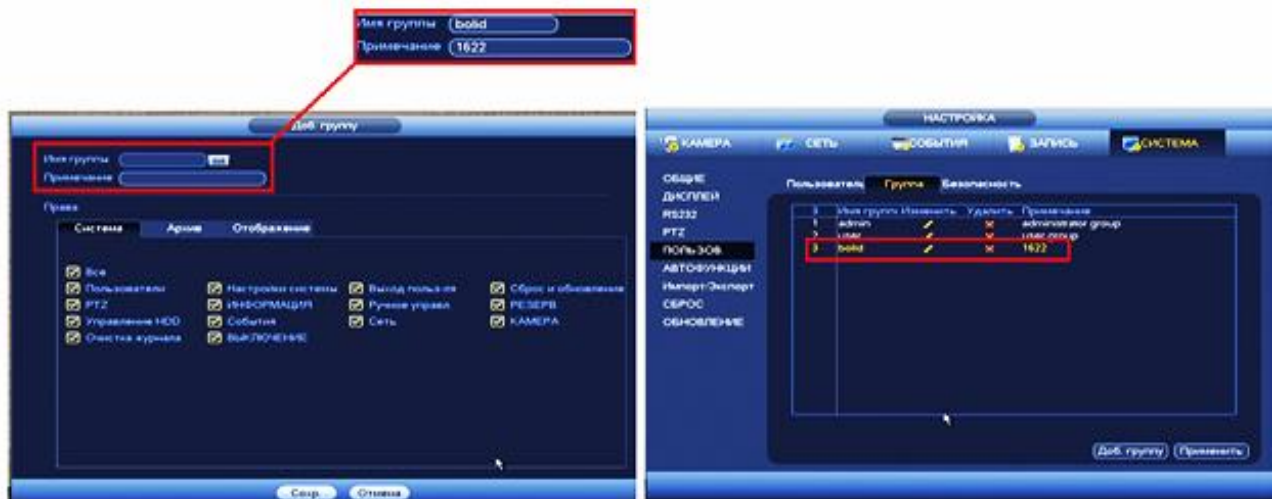 Имя группы bolid
Примечание 1622
Доб. группу
Имя группы
Примечание
Права
Система Архив Отображение
Все
Пользователи Настройки системы Выход польз-ля Сброс и обновление
PTZ ИНФОРМАЦИЯ Ручное управл. РЕЗЕРВ
Управление HDD События Сеть КАМЕРА
Очистка журнала ВЫКЛЮЧЕНИЕ
Сохр. Отмена
НАСТРОЙКА
КАМЕРА СЕТЬ СОБЫТИЯ ЗАПИСЬ СИСТЕМА
ОБЩИЕ
ДИСПЛЕЙ
RS232
PTZ
ПОЛЬЗОВ.
АВТОФУНКЦИИ
Импорт/Экспорт
СБРОС
ОБНОВЛЕНИЕ
Пользователь Группа Безопасность
3 Имя групп Изменить Удалить Примечание
1 admin administrator group
2 user user group
3 bolid 1622
Доб. группу Применить